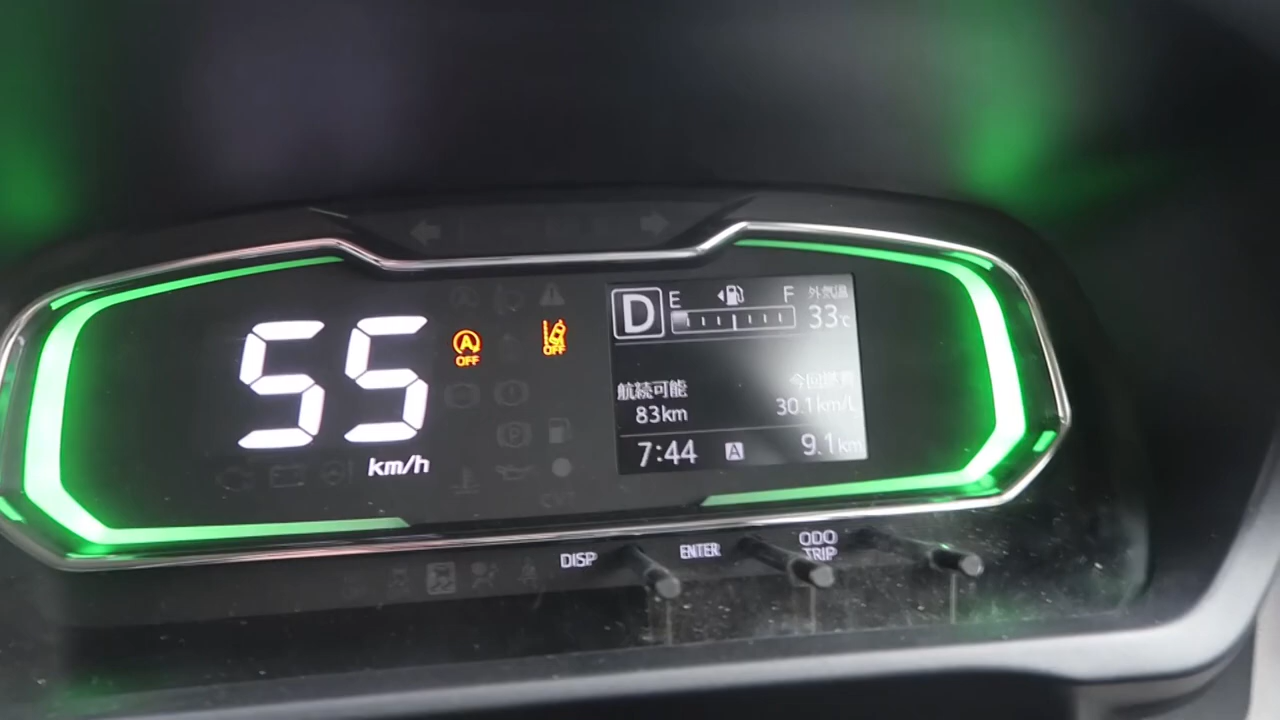 55
km/h
A
OFF
OFF
D E F 外気温
33℃
航続可能 今回燃費
83km 30.1km/L
7:44 A 9.1km
DISP ENTER ODO
TRIP